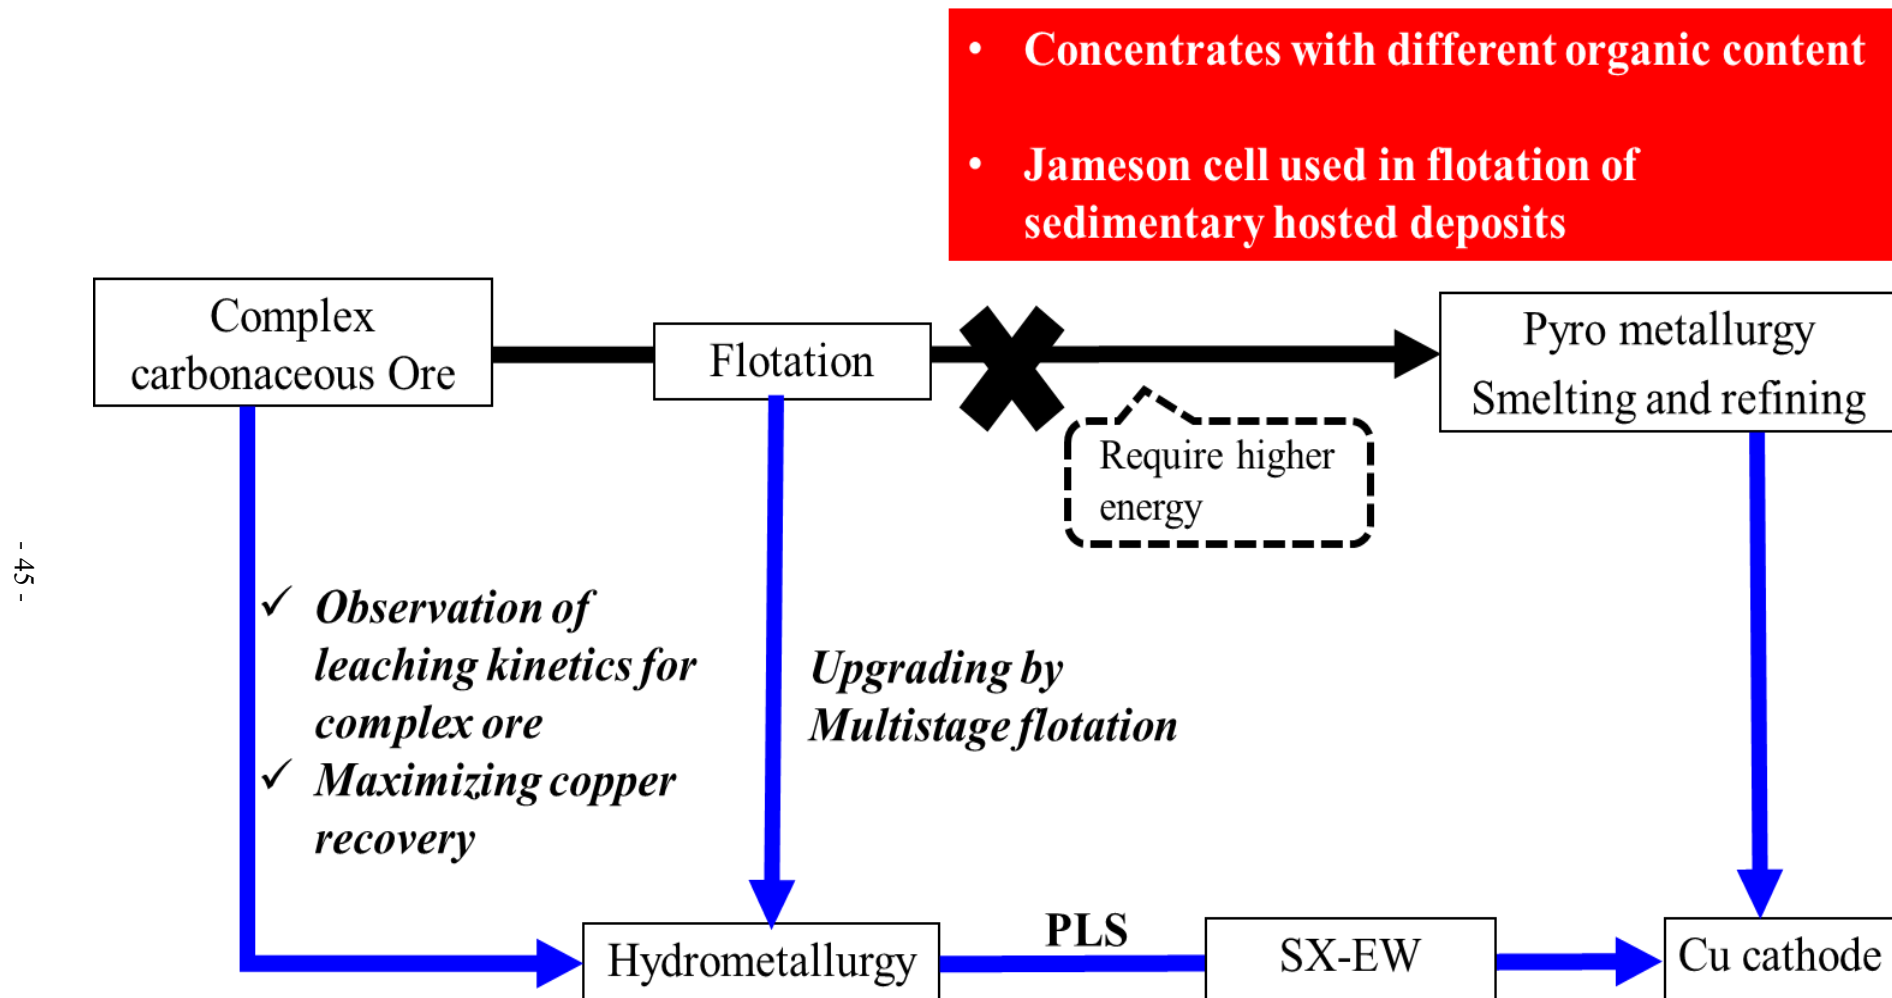 • Concentrates with different organic content
• Jameson cell used in flotation of
sedimentary hosted deposits
Complex
carbonaceous Ore
Flotation
Pyro metallurgy
Smelting and refining
Require higher
energy
- 45 -
✓ Observation of
leaching kinetics for
complex ore
✓ Maximizing copper
recovery
Upgrading by
Multistage flotation
Hydrometallurgy
PLS
SX-EW
Cu cathode